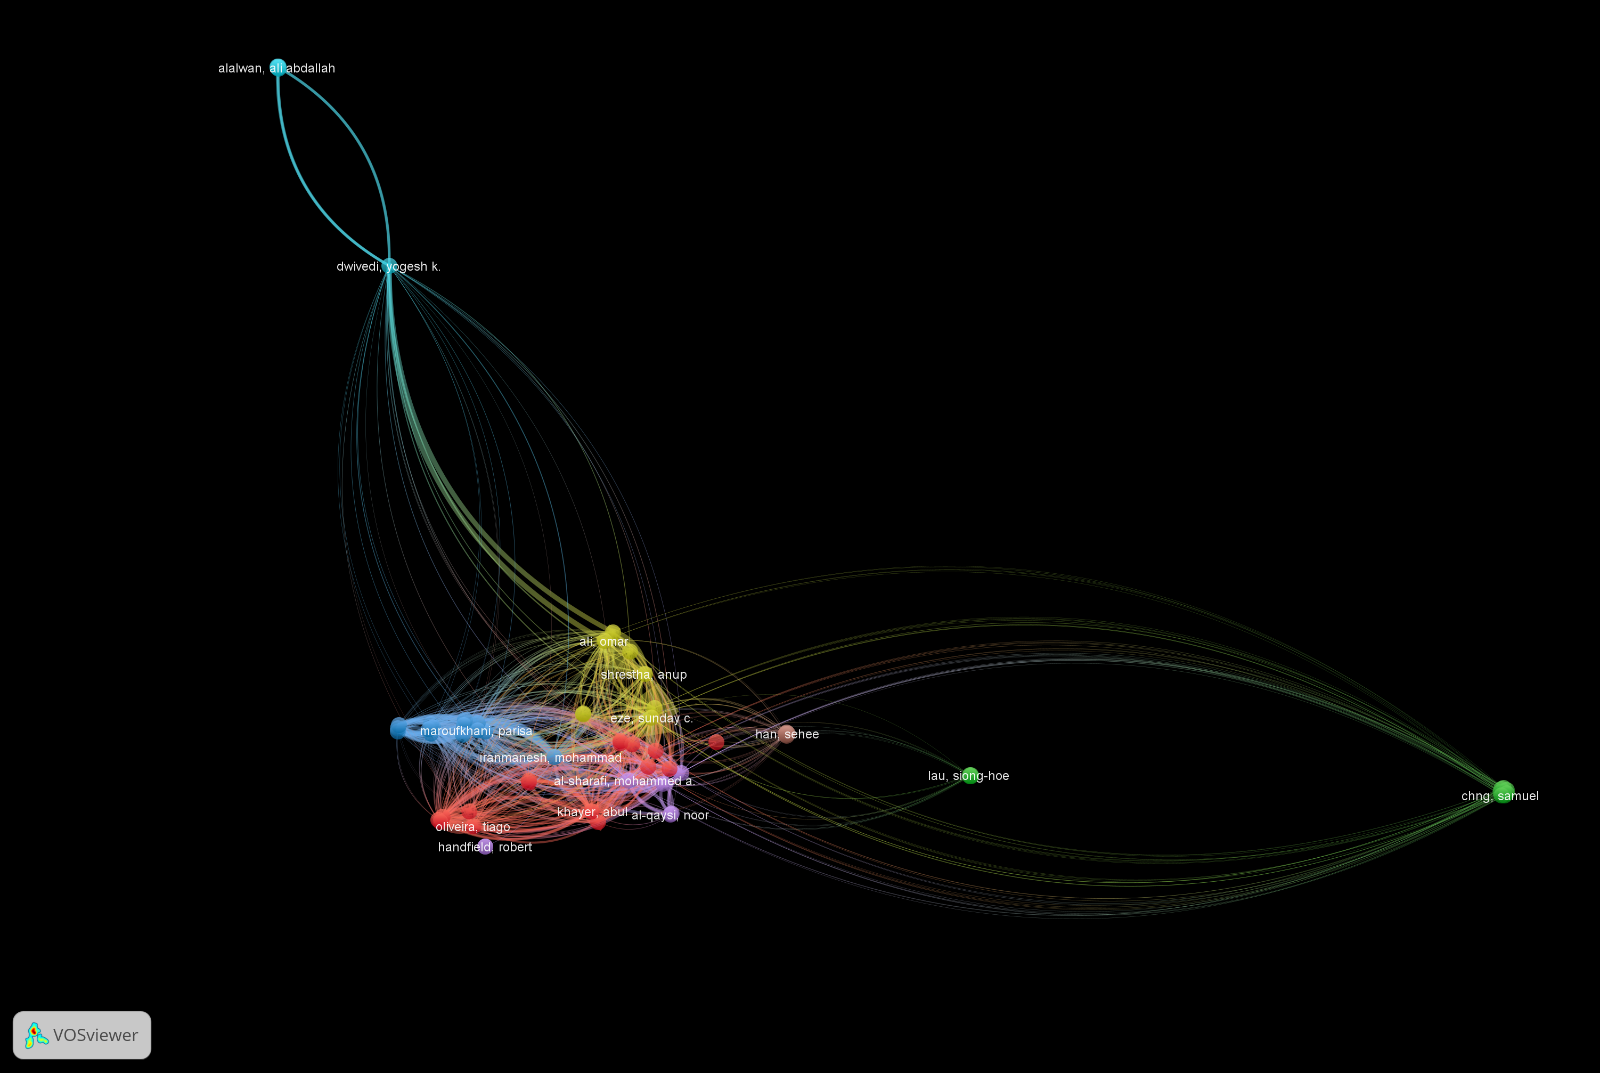 alalwan, ali abdallah
dwivedi, yogesh k.
ali, omar
shrestha, anup
eze, sunday c.
maroufkhani, parisa
han, sehee
iranmanesh, mohammad
lau, siong-hoe
al-sharafi, mohammed a.
chng, samuel
khayer, abul
al-qaysi, noor
oliveira, tiago
handfield, robert
VOSviewer